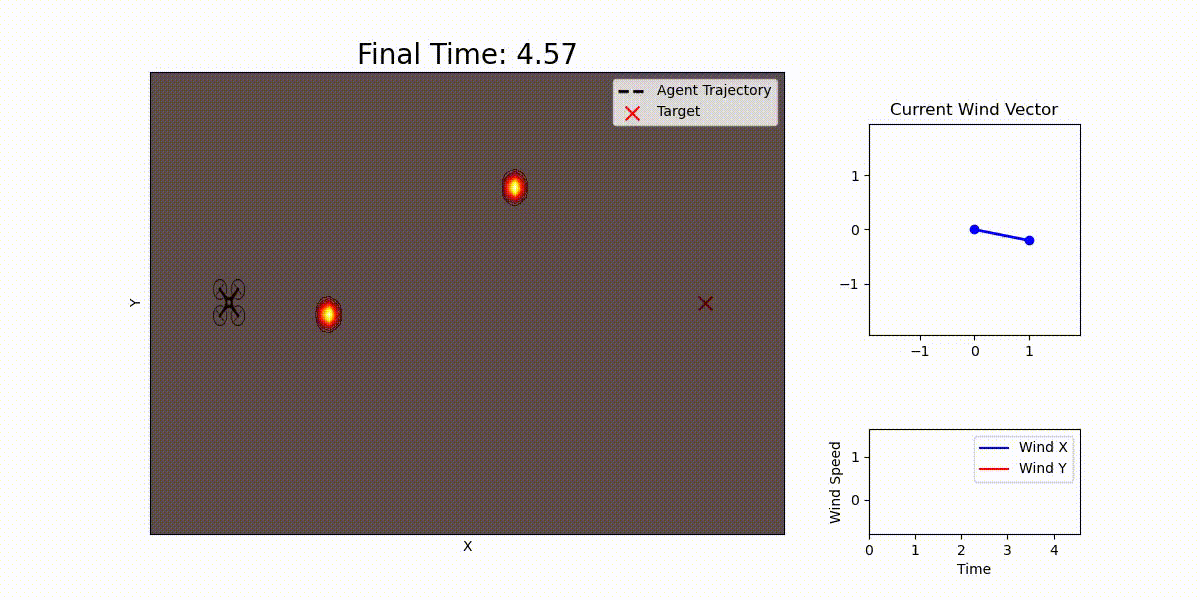 Final Time: 4.57
Agent Trajectory
Target
Y
X
Current Wind Vector
1
0
−1
−1
0
1
Wind Speed
1
0
Wind X
Wind Y
0
1
2
3
4
Time